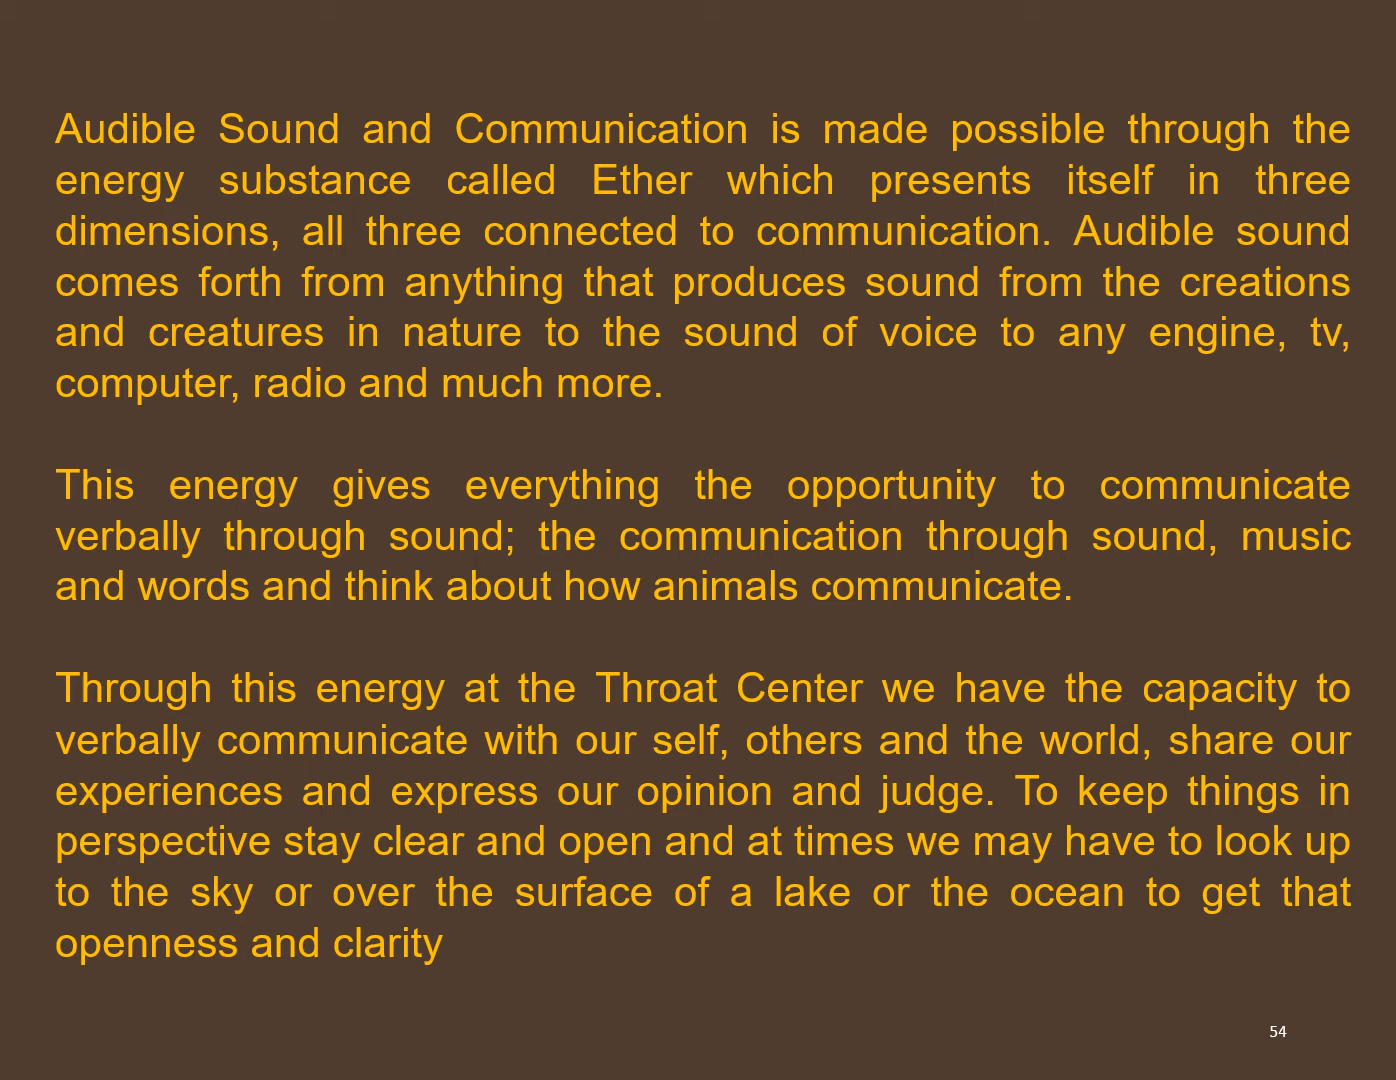 Audible Sound and Communication is made possible through the
energy substance called Ether which presents itself in three
dimensions, all three connected to communication. Audible sound
comes forth from anything that produces sound from the creations
and creatures in nature to the sound of voice to any engine, tv,
computer, radio and much more.
This energy gives everything the opportunity to communicate
verbally through sound; the communication through sound, music
and words and think about how animals communicate.
Through this energy at the Throat Center we have the capacity to
verbally communicate with our self, others and the world, share our
experiences and express our opinion and judge. To keep things in
perspective stay clear and open and at times we may have to look up
to the sky or over the surface of a lake or the ocean to get that
openness and clarity
54